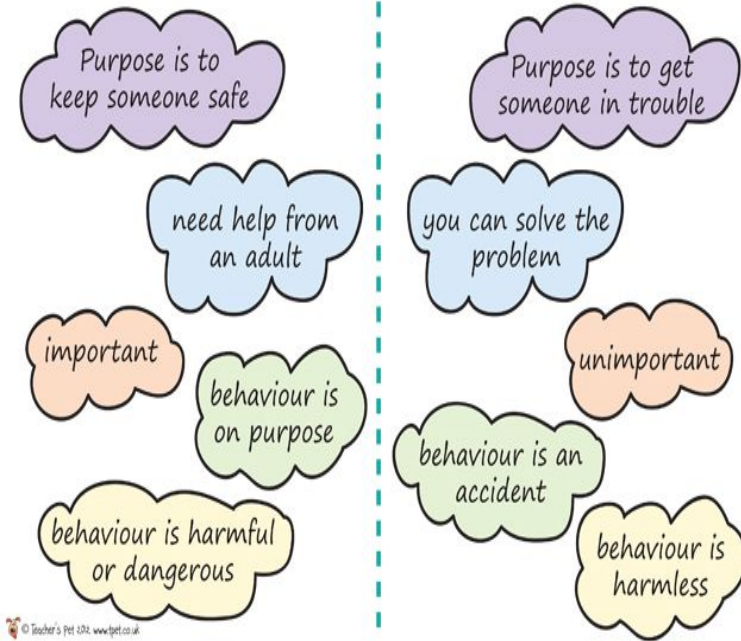 Purpose is to
keep someone safe
need help from
an adult
important
behaviour is
on purpose
behaviour is harmful
or dangerous
Purpose is to get
someone in trouble
you can solve the
problem
unimportant
behaviour is an
accident
behaviour is
harmless
© Teacher's Pet 2012 www.tpet.co.uk